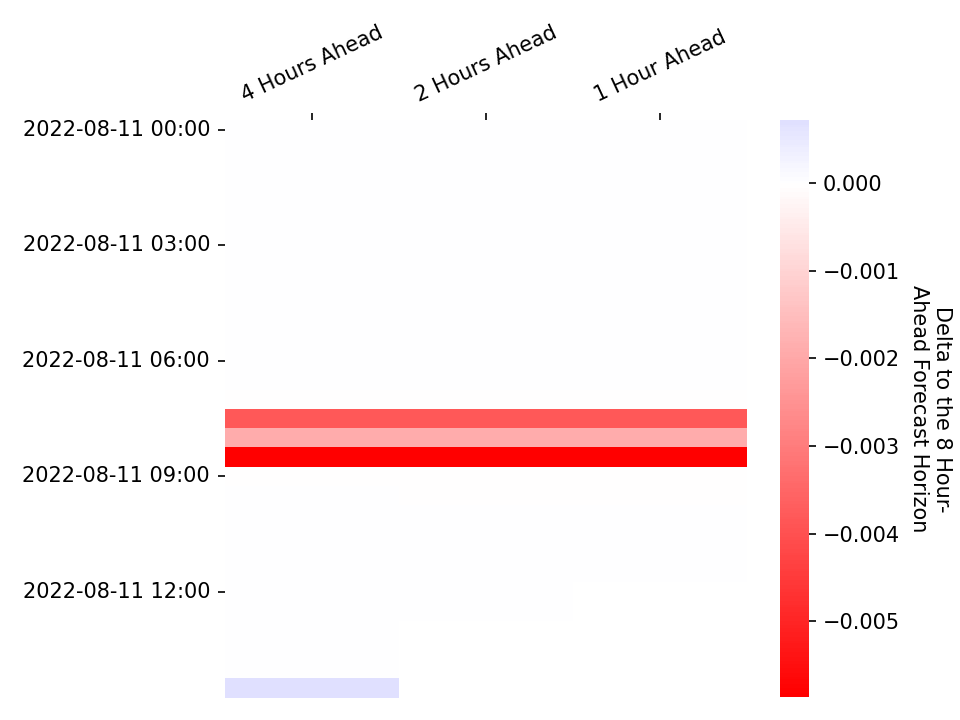 4 Hours Ahead
2 Hours Ahead
1 Hour Ahead
2022-08-11 00:00
2022-08-11 03:00
2022-08-11 06:00
2022-08-11 09:00
2022-08-11 12:00
0.000
−0.001
−0.002
−0.003
−0.004
−0.005
Delta to the 8 Hour-
Ahead Forecast Horizon